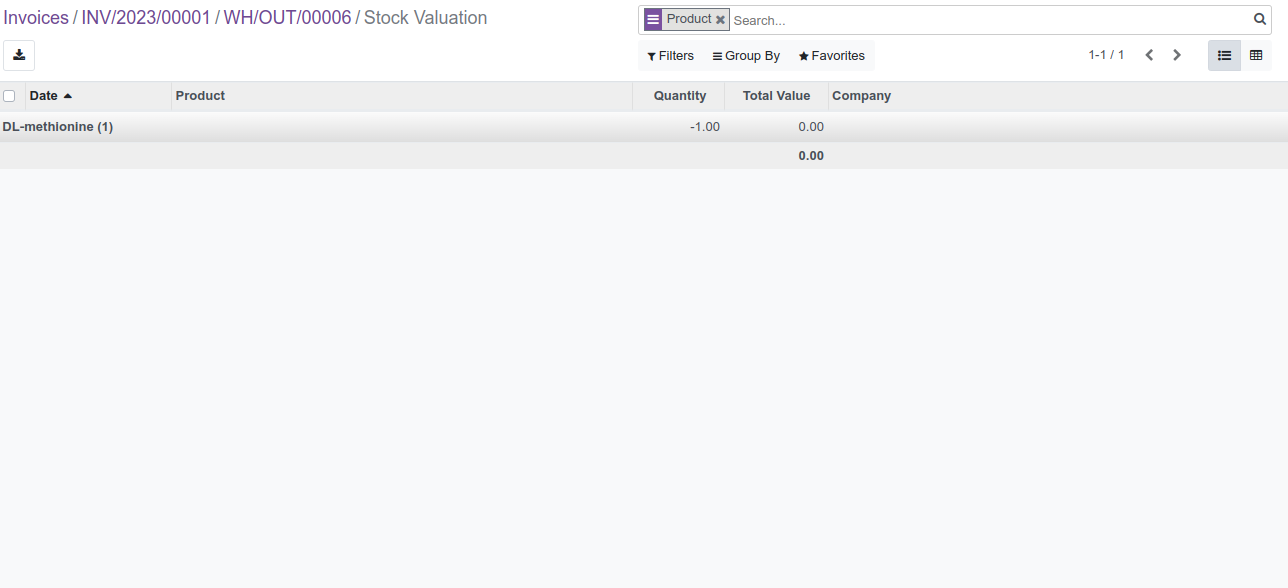 Invoices / INV/2023/00001 / WH/OUT/00006 / Stock Valuation
Product Search...
Filters Group By Favorites 1-1 / 1
Date Product Quantity Total Value Company
DL-methionine (1) -1.00 0.00
0.00